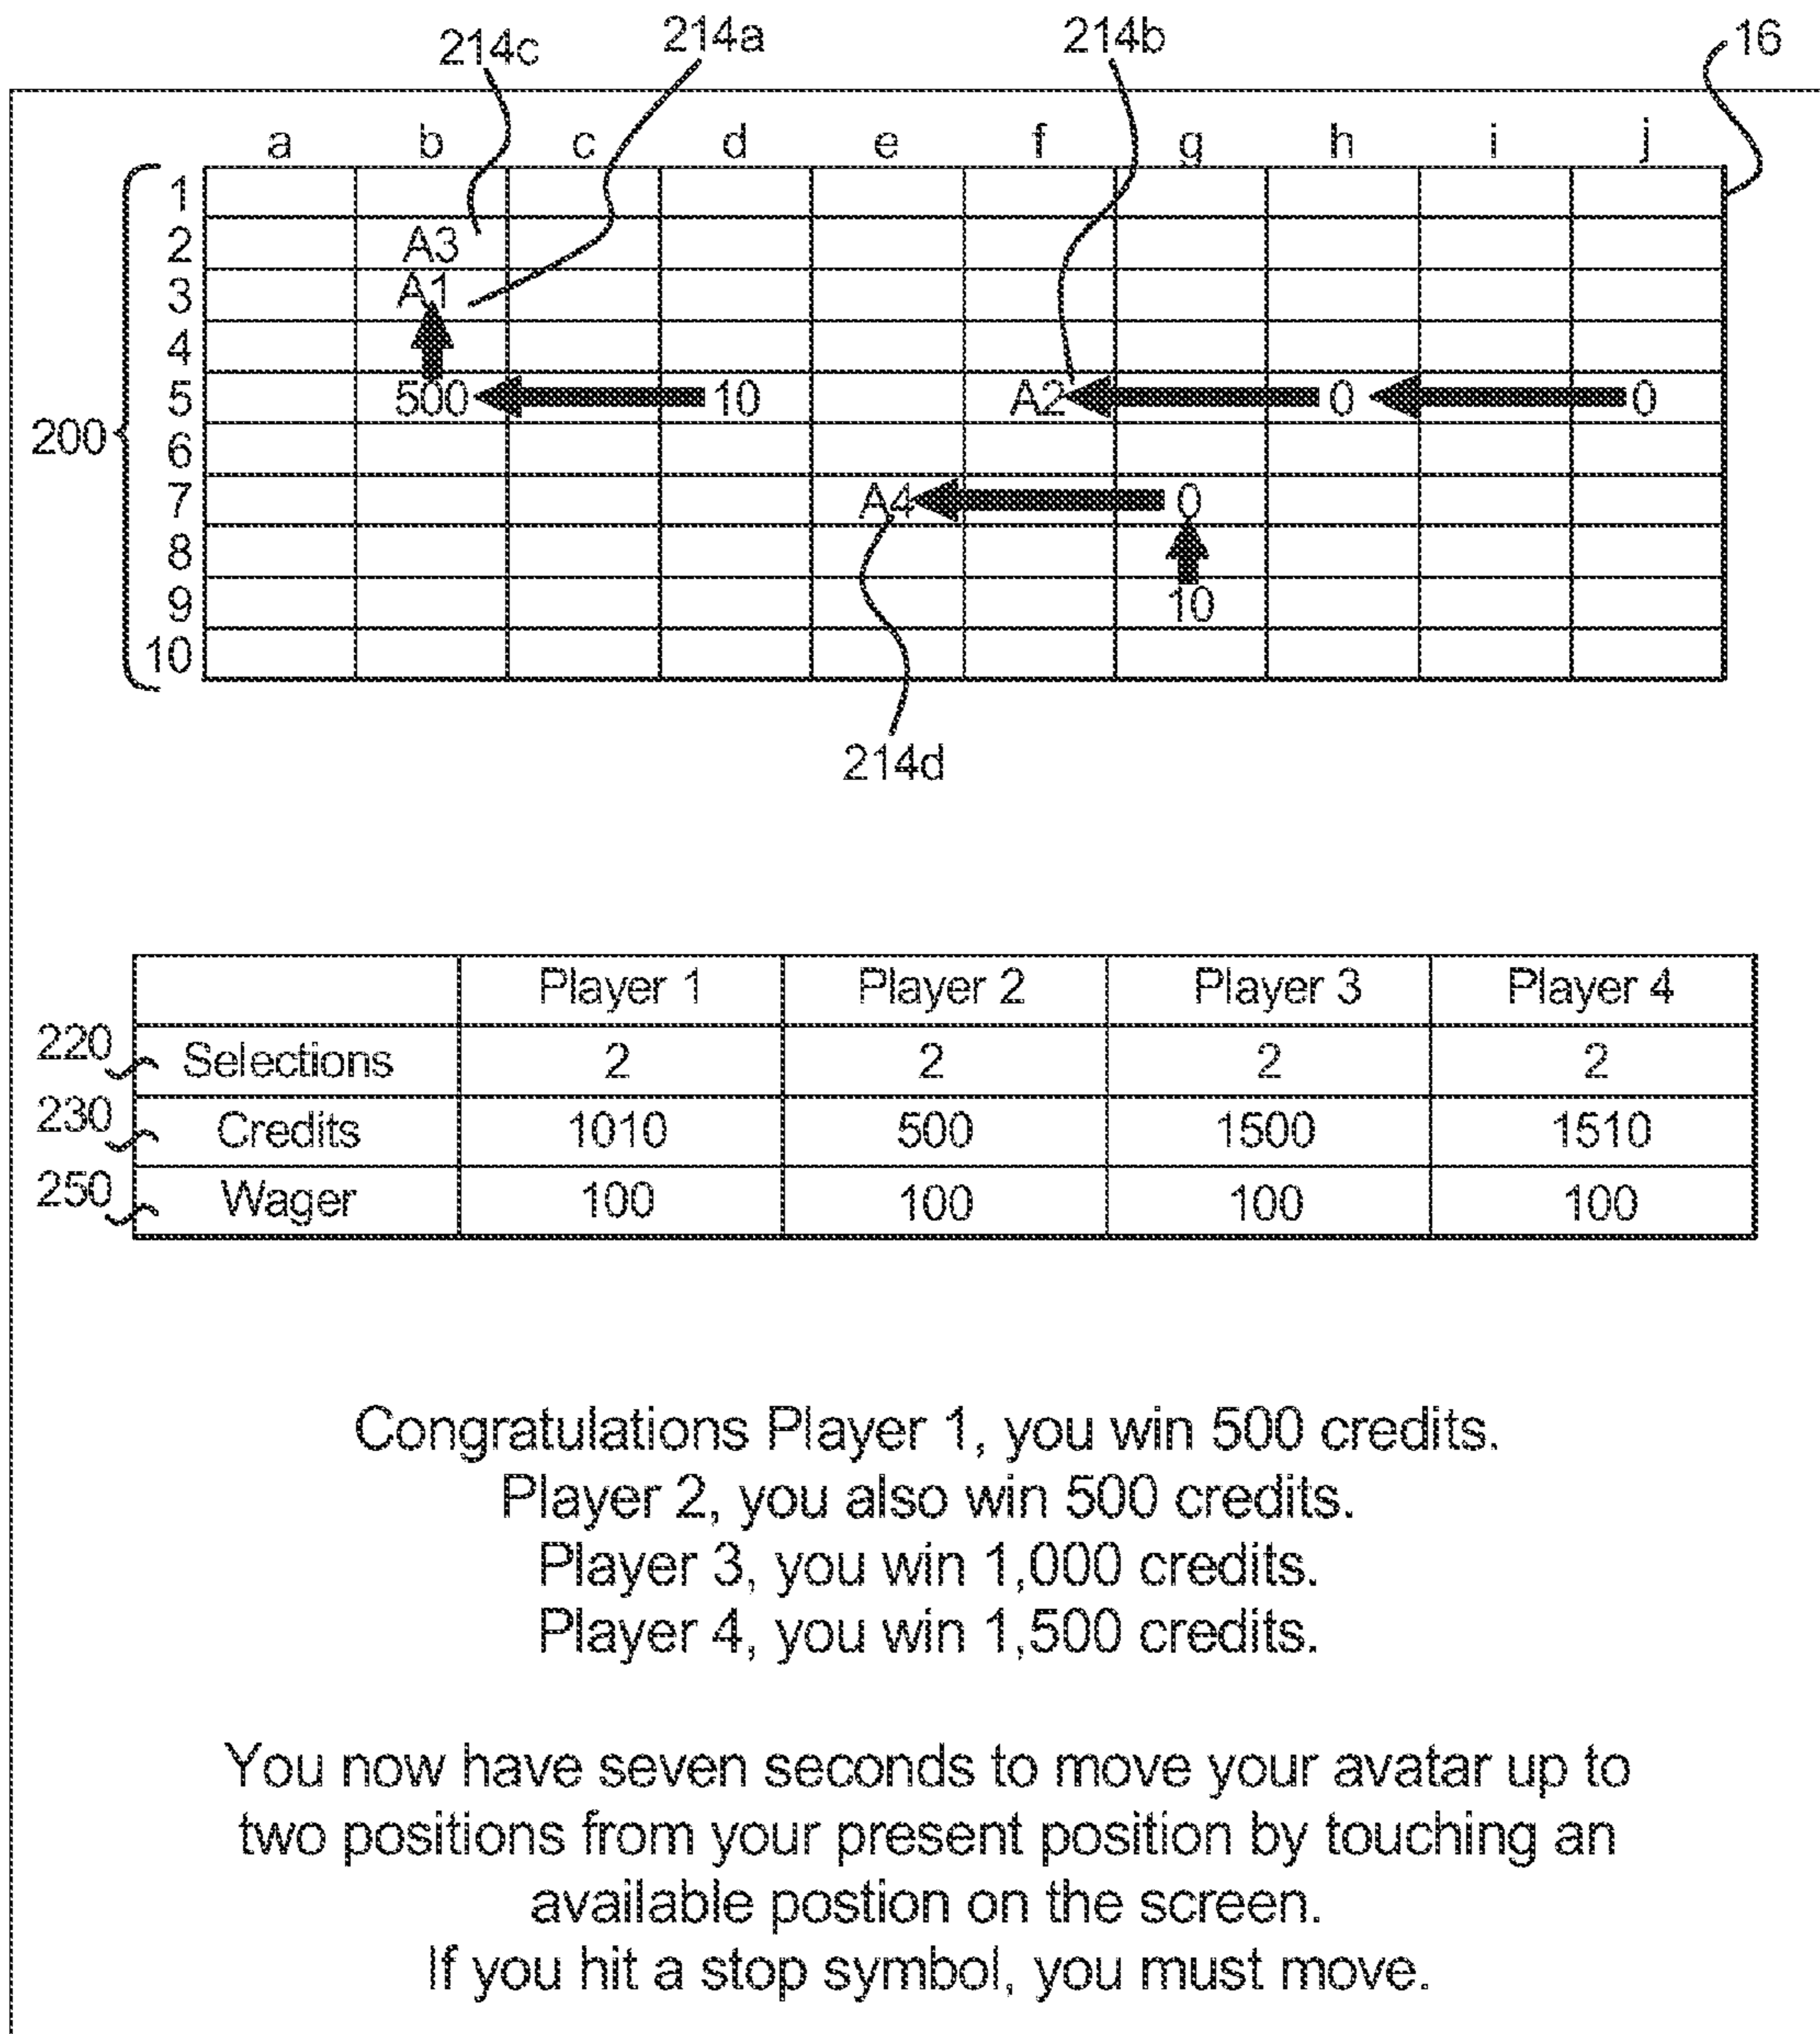 214c 214a 214b 16
a b c d e f g h i j
1
2 A3
3 A1
4
200 5 500 10 A2 0 0
6
7 A4 0
8
9 10
10
214d
Player 1 Player 2 Player 3 Player 4
220 Selections 2 2 2 2
230 Credits 1010 500 1500 1510
250 Wager 100 100 100 100
Congratulations Player 1, you win 500 credits.
Player 2, you also win 500 credits.
Player 3, you win 1,000 credits.
Player 4, you win 1,500 credits.
You now have seven seconds to move your avatar up to
two positions from your present position by touching an
available postion on the screen.
If you hit a stop symbol, you must move.